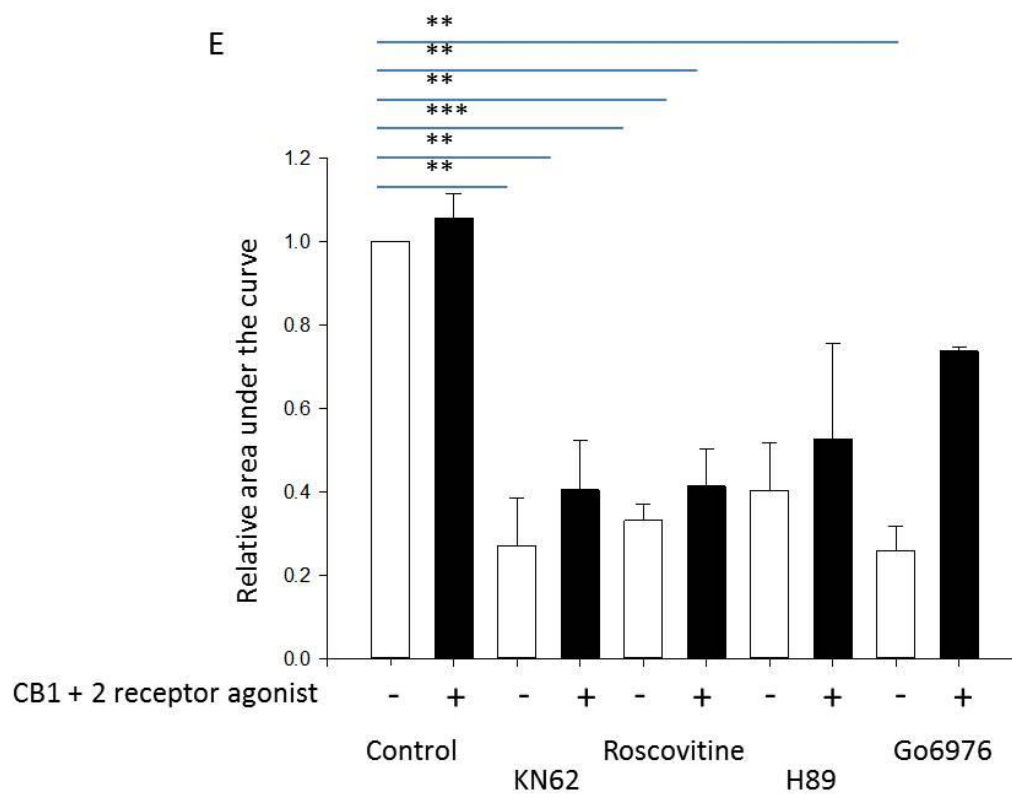 E
**
**
**
***
**
**
Relative area under the curve
1.2
1.0
0.8
0.6
0.4
0.2
0.0
CB1 + 2 receptor agonist - + - + - + - + - +
Control Roscovitine Go6976
KN62 H89